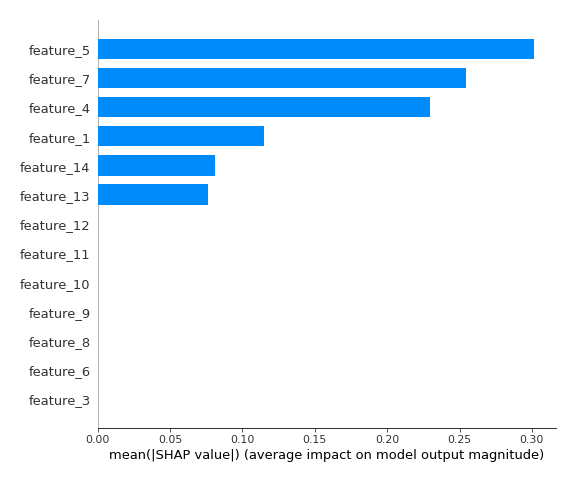 feature_5
feature_7
feature_4
feature_1
feature_14
feature_13
feature_12
feature_11
feature_10
feature_9
feature_8
feature_6
feature_3
0.00 0.05 0.10 0.15 0.20 0.25 0.30
mean(|SHAP value|) (average impact on model output magnitude)